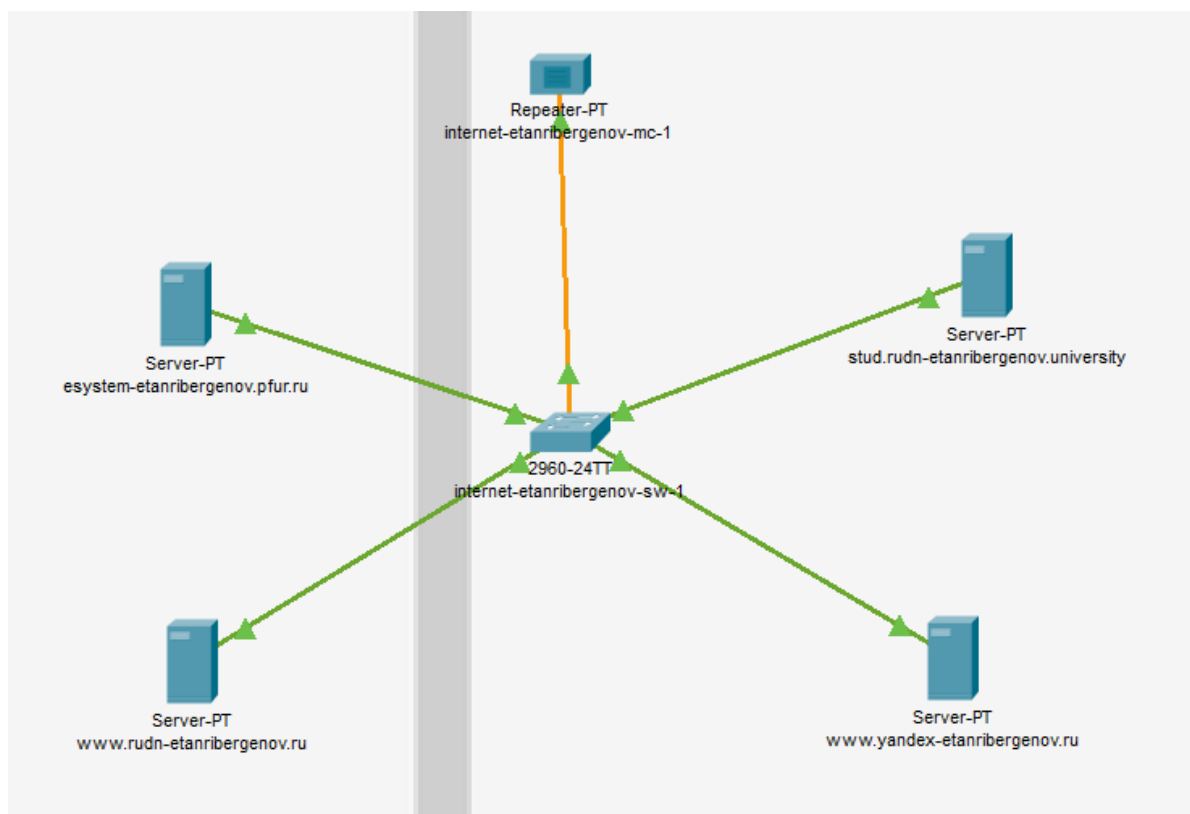 Repeater-PT
internet-etanribergenov-mc-1
Server-PT
stud.rudn-etanribergenov.university
Server-PT
esystem-etanribergenov.pfur.ru
2960-24TT
internet-etanribergenov-sw-1
Server-PT
www.rudn-etanribergenov.ru
Server-PT
www.yandex-etanribergenov.ru